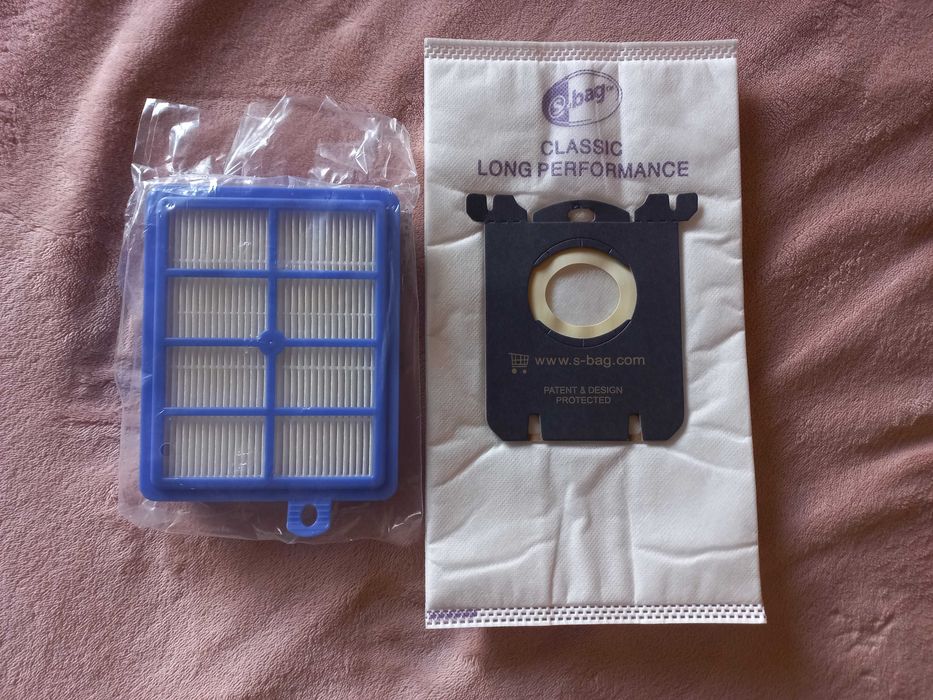 s-bag
CLASSIC
LONG PERFORMANCE
www.s-bag.com
PATENT & DESIGN
PROTECTED